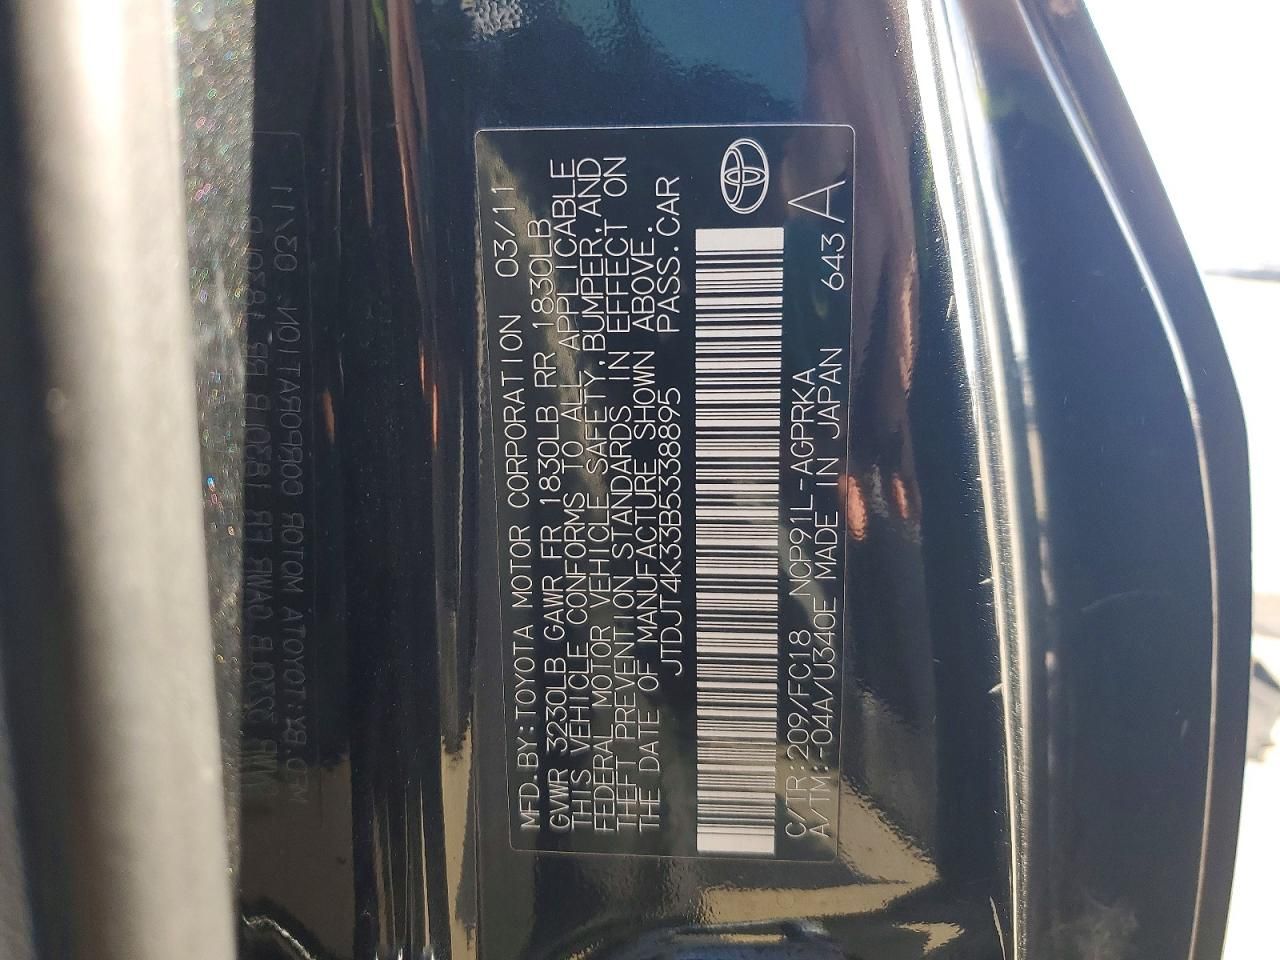 MFD.BY:TOYOTA MOTOR CORPORATION 03/11
GVWR 3230LB GAWR FR 1830LB RR 1830LB
THIS VEHICLE CONFORMS TO ALL APPLICABLE
FEDERAL MOTOR VEHICLE SAFETY,BUMPER,AND
THEFT PREVENTION STANDARDS IN EFFECT ON
THE DATE OF MANUFACTURE SHOWN ABOVE.
JTDJT4K33B5338895 PASS.CAR
C/TR:209/FC18 NCP91L-AGPRKA
A/TM:-04A/U340E MADE IN JAPAN 643 A